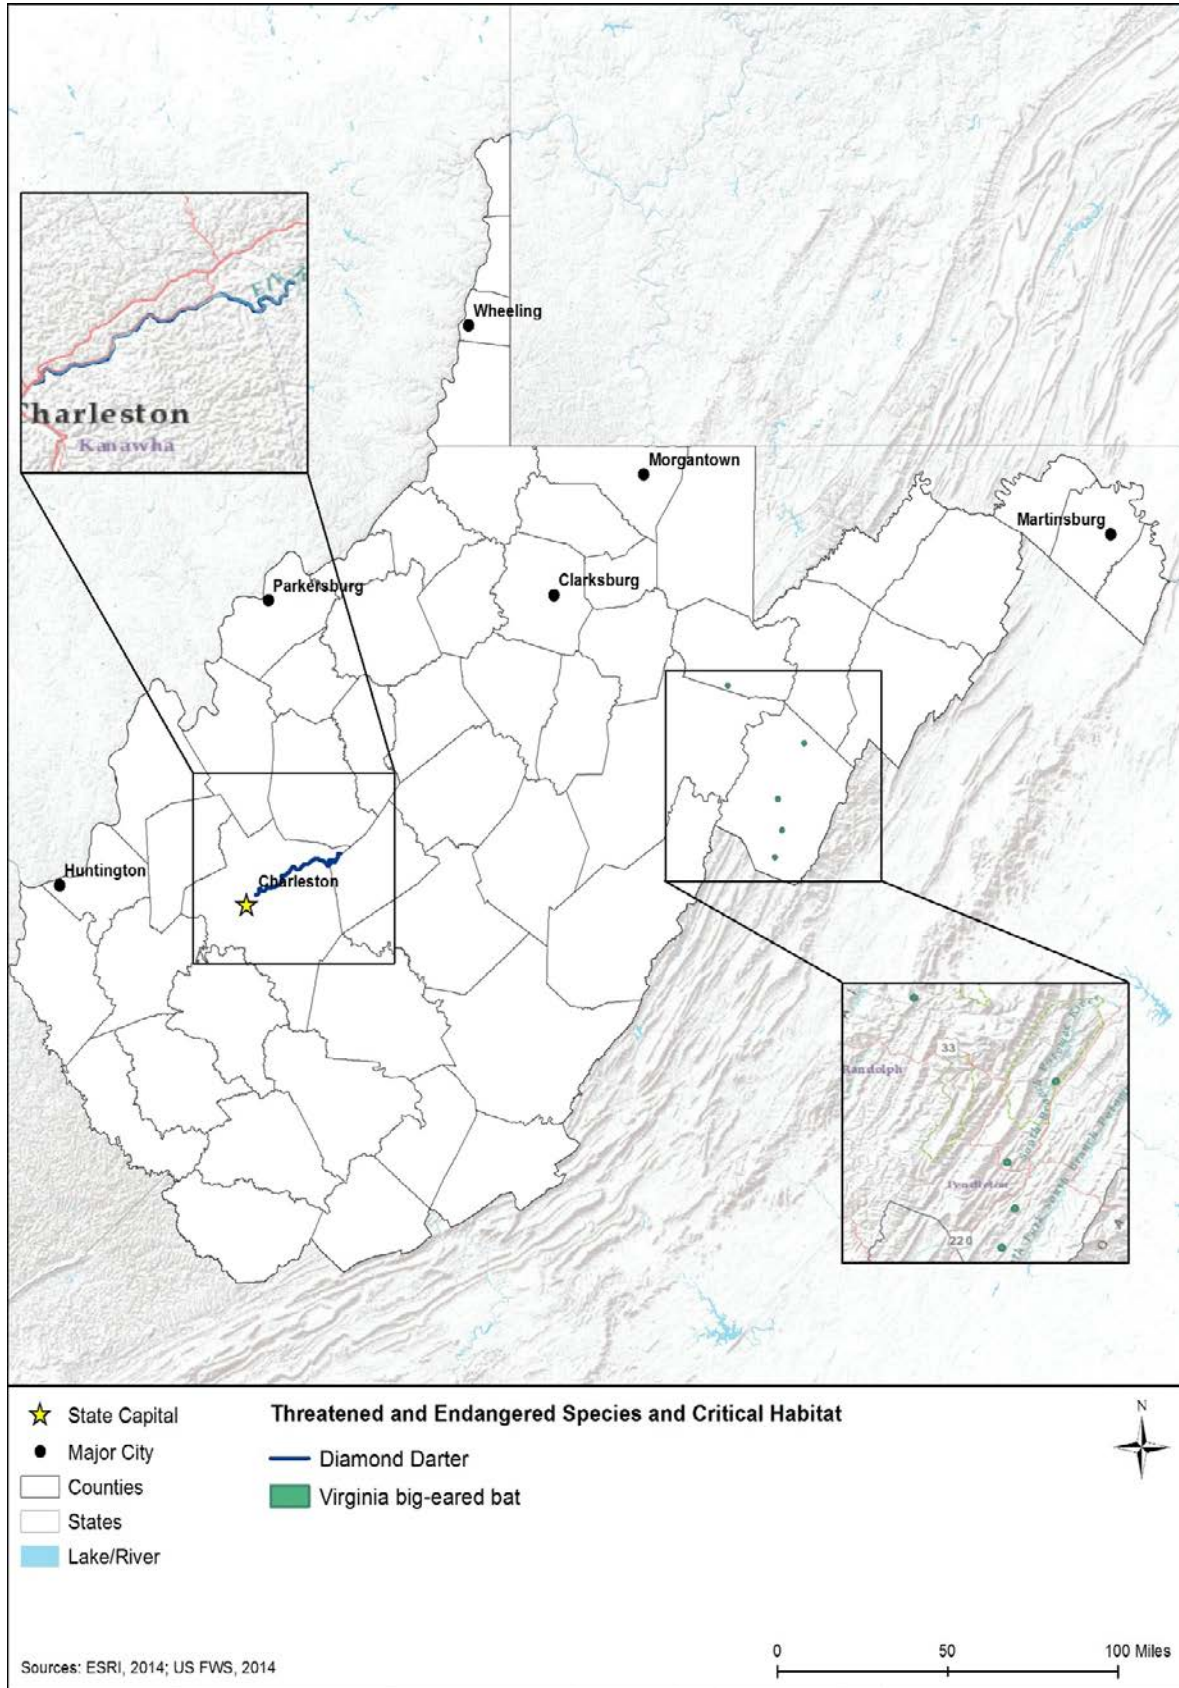 Wheeling
Charleston
Kanawha
Morgantown
Martinsburg
Parkersburg
Clarksburg
Huntington
Charleston
33
Randolph
Pendleton
220
State Capital
Major City
Counties
States
Lake/River
Threatened and Endangered Species and Critical Habitat
Diamond Darter
Virginia big-eared bat
N
Sources: ESRI, 2014; US FWS, 2014
0 50 100 Miles